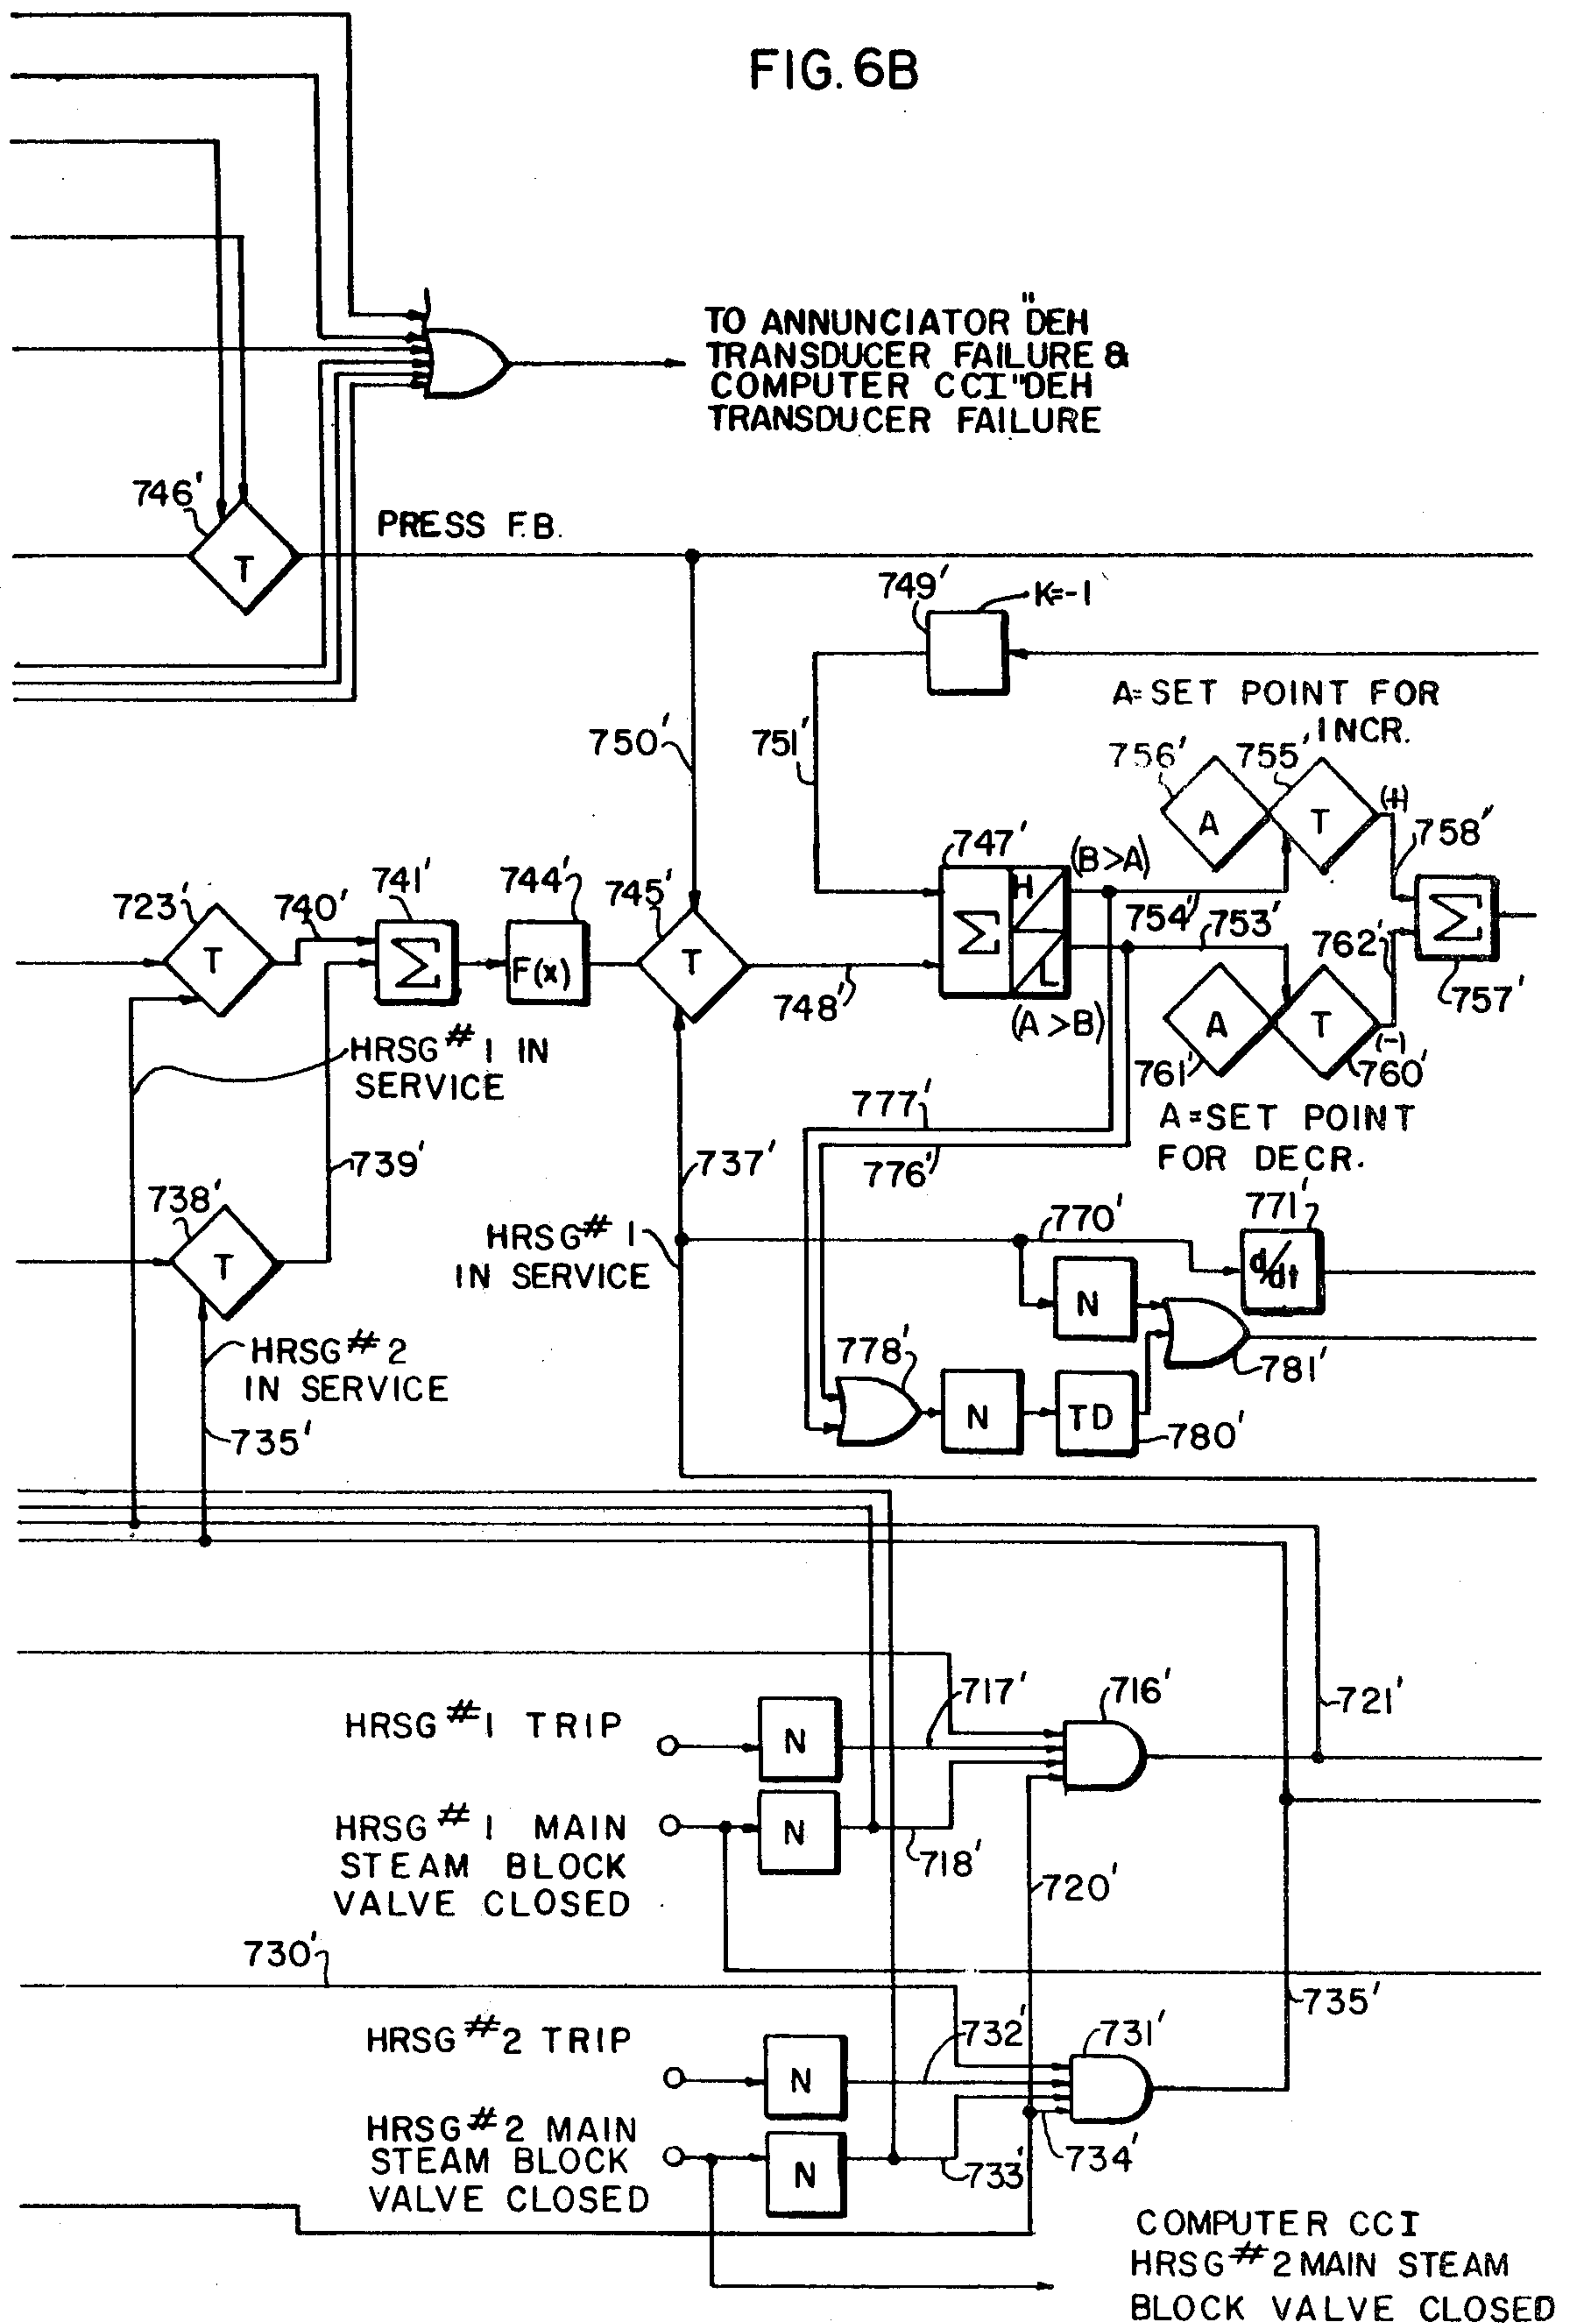 FIG. 6B
TO ANNUNCIATOR "DEH
TRANSDUCER FAILURE &
COMPUTER CCI "DEH
TRANSDUCER FAILURE
746'
T
PRESS F.B.
749'
K=-1
A=SET POINT FOR
INCR.
750'
751'
756'
755'
A
T
(+)
758'
747'
(B>A)
H
Σ
L
(A>B)
754'
753'
762'
Σ
757'
723'
T
740'
741'
Σ
744'
F(x)
745'
T
748'
A
T
(-)
761'
760'
A=SET POINT
FOR DECR.
HRSG #1 IN
SERVICE
739'
777'
776'
737'
738'
T
HRSG #1
IN SERVICE
770'
771'
d/dt
N
781'
HRSG #2
IN SERVICE
735'
778'
N
TD
780'
717'
716'
721'
HRSG #1 TRIP
N
HRSG #1 MAIN
STEAM BLOCK
VALVE CLOSED
N
718'
720'
730'
735'
HRSG #2 TRIP
N
732'
731'
HRSG #2 MAIN
STEAM BLOCK
VALVE CLOSED
N
733'
734'
COMPUTER CCI
HRSG #2 MAIN STEAM
BLOCK VALVE CLOSED